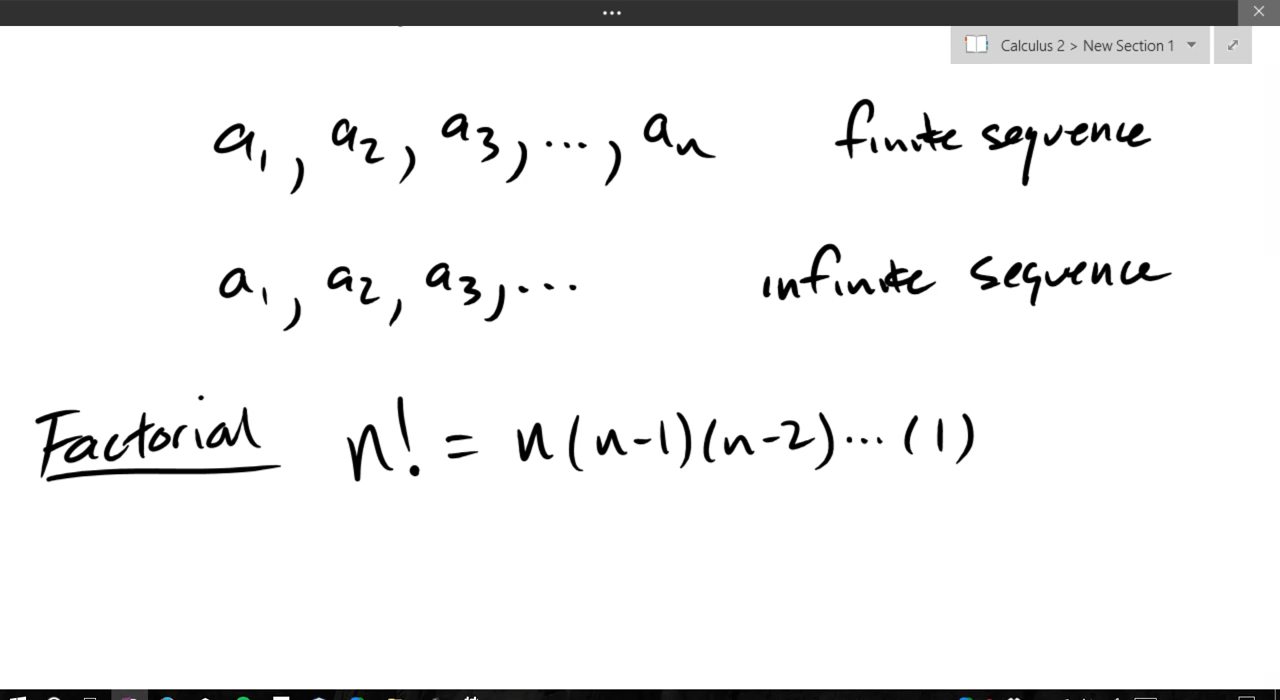 Calculus 2 > New Section 1
a₁, a₂, a₃, ..., aₙ finite sequence
a₁, a₂, a₃, ... infinite sequence
Factorial n! = n(n-1)(n-2)...(1)